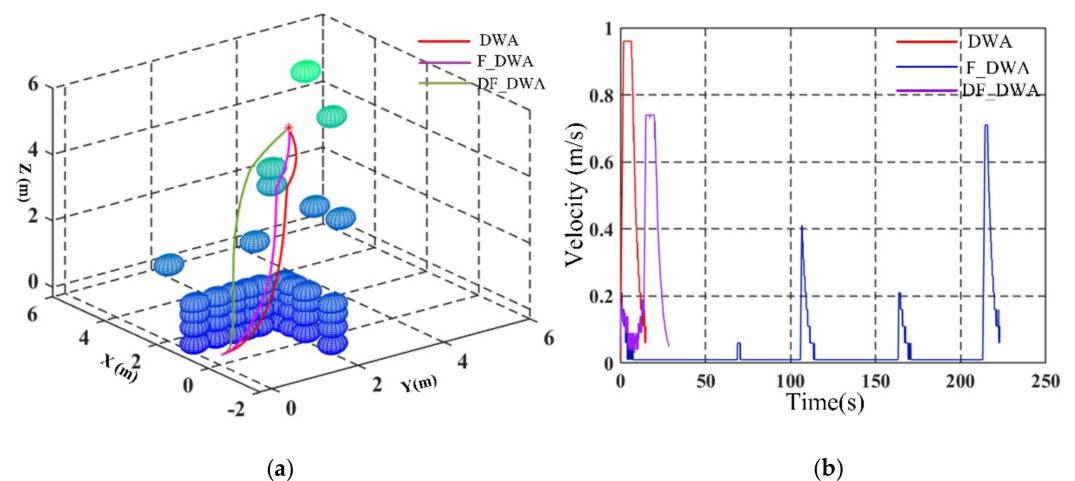 DWA
F_DWA
DF_DWA
6
4
2
0
Z (m)
6
4
2
0
-2
X (m)
0
2
4
6
Y(m)
(a)
DWA
F_DWA
DF_DWA
1
0.8
0.6
0.4
0.2
0
Velocity (m/s)
0 50 100 150 200 250
Time(s)
(b)